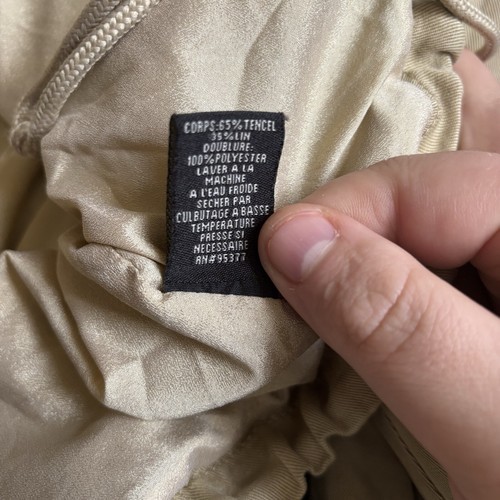 CORPS:65%TENCEL
35%LIN
DOUBLURE:
100%POLYESTER
LAVER A LA
MACHINE
A L'EAU FROIDE
SECHER PAR
CULBUTAGE A BASSE
TEMPERATURE
PRESSE SI
NECESSAIRE
RN#95377